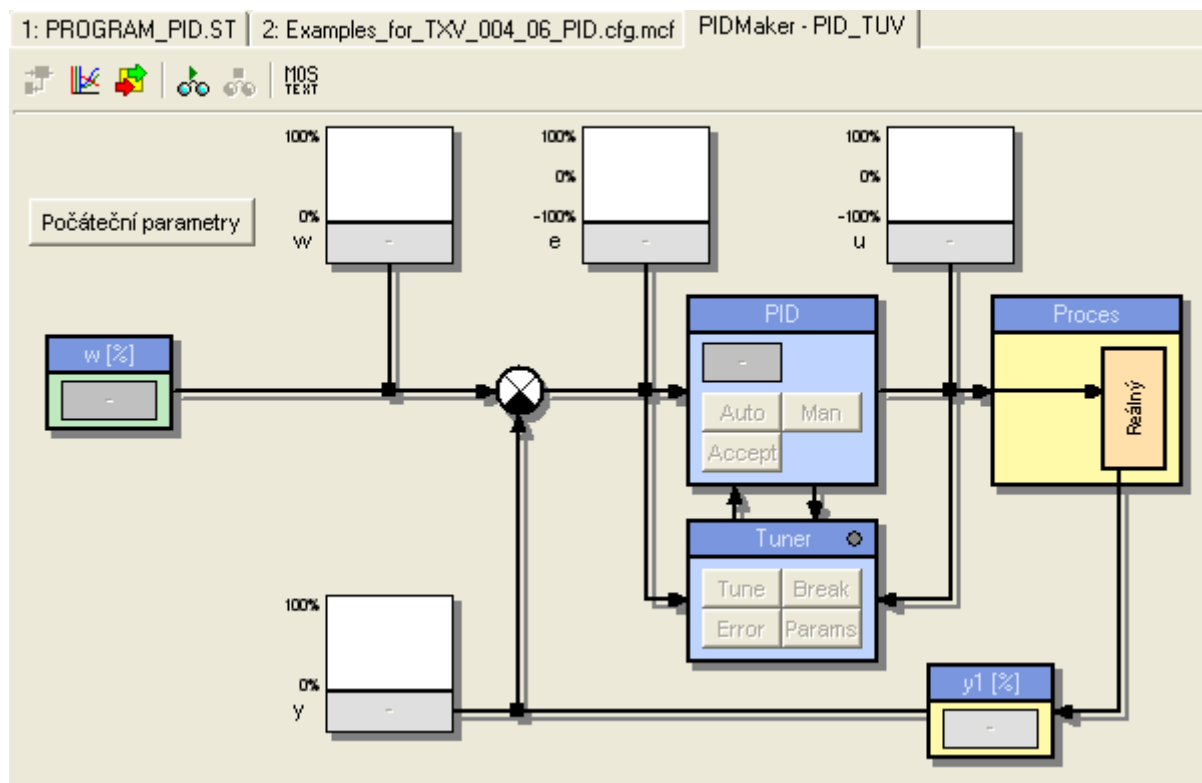 1: PROGRAM_PID.ST
2: Examples_for_TXV_004_06_PID.cfg.mcf
PIDMaker - PID_TUV
MOS
TEXT
100%
0%
w
-
100%
0%
-100%
e
-
100%
0%
-100%
u
-
Počáteční parametry
w [%]
-
PID
-
Auto
Man
Accept
Proces
Reálný
Tuner
Tune
Break
Error
Params
100%
0%
y
-
y1 [%]
-